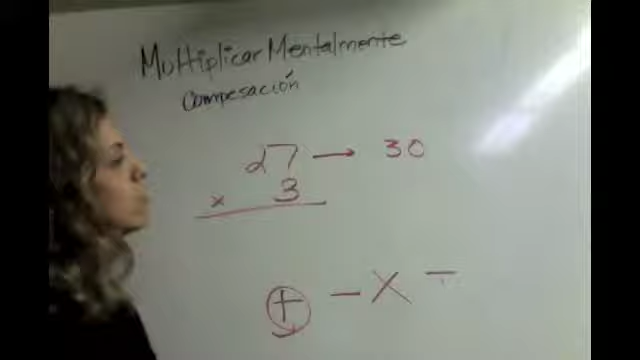 Multiplicar Mentalmente
Compesación
27 → 30
x 3
+ − X ÷